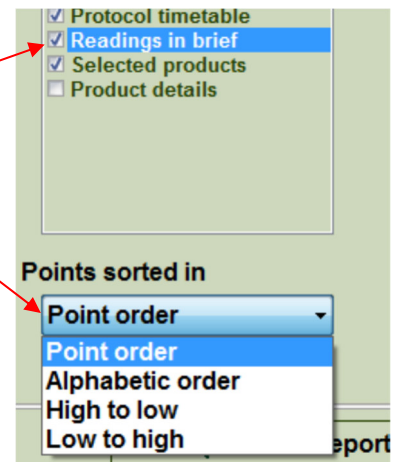 Protocol timetable
Readings in brief
Selected products
Product details
Points sorted in
Point order
Point order
Alphabetic order
High to low
Low to high